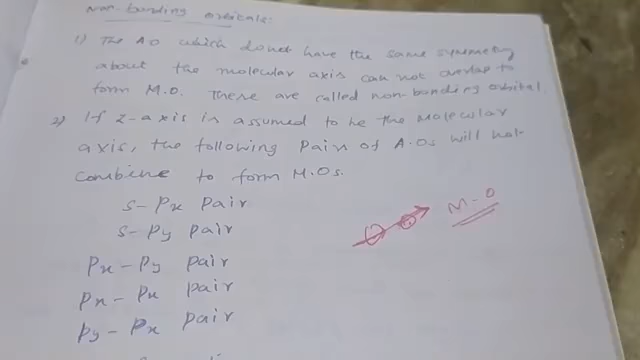 Non-bonding orbitals:
1) The AO which donot have the same symmetry
about the molecular axis can not overlap to
form M.O. These are called non-bonding orbital.
2) If z-axis is assumed to be the molecular
axis, the following pair of A.Os will not
combine to form M.Os.
s-Px pair
s-Py pair
M.O
Px-Py pair
Px-Px pair
Py-Px pair